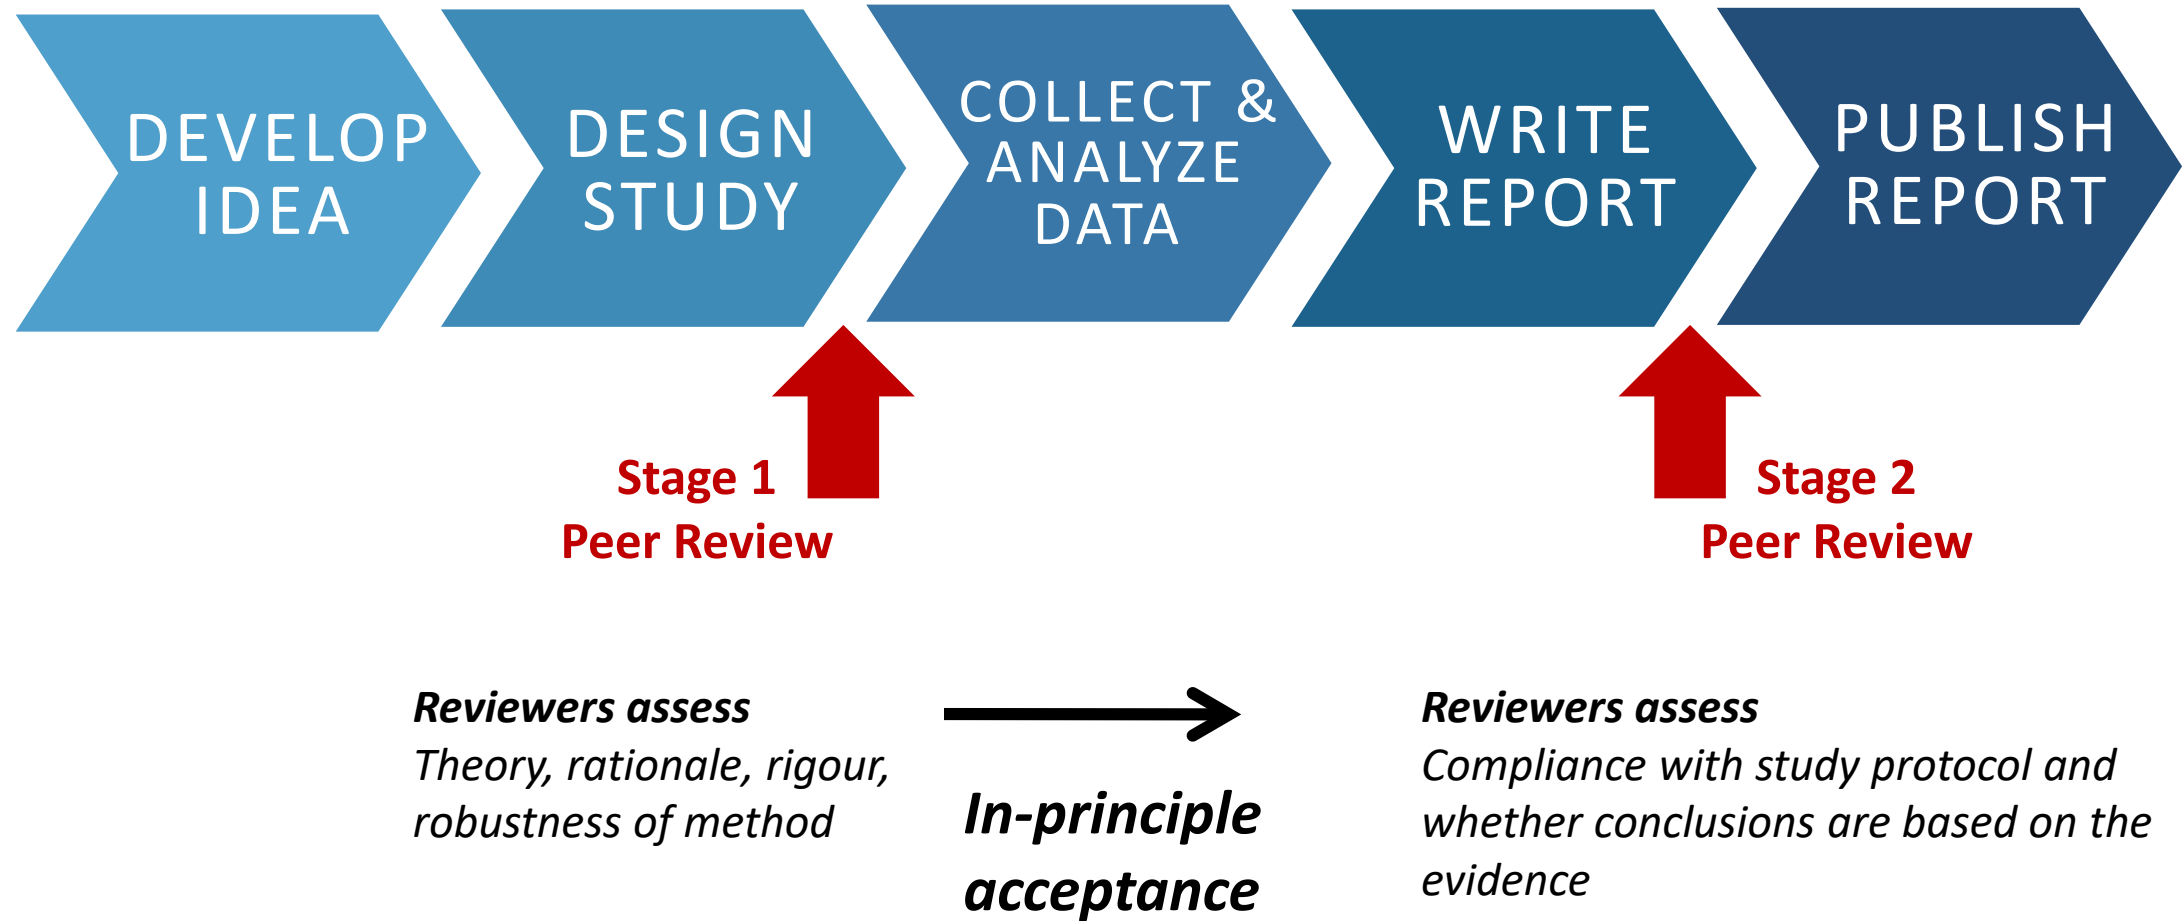 DEVELOP
IDEA
DESIGN
STUDY
COLLECT &
ANALYZE
DATA
WRITE
REPORT
PUBLISH
REPORT
Stage 1
Peer Review
Stage 2
Peer Review
Reviewers assess
Theory, rationale, rigour,
robustness of method
In-principle
acceptance
Reviewers assess
Compliance with study protocol and
whether conclusions are based on the
evidence